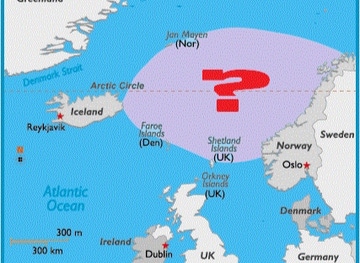 Greenland
Jan Mayen
(Nor)
Denmark Strait
Arctic Circle
?
Iceland
Reykjavik
Sweden
Faroe
Islands
(Den)
Shetland
Islands
(UK)
Norway
Oslo
Orkney
Islands
(UK)
Atlantic
Ocean
Denmark
300 m
300 km
Ireland
Dublin
UK
Germany